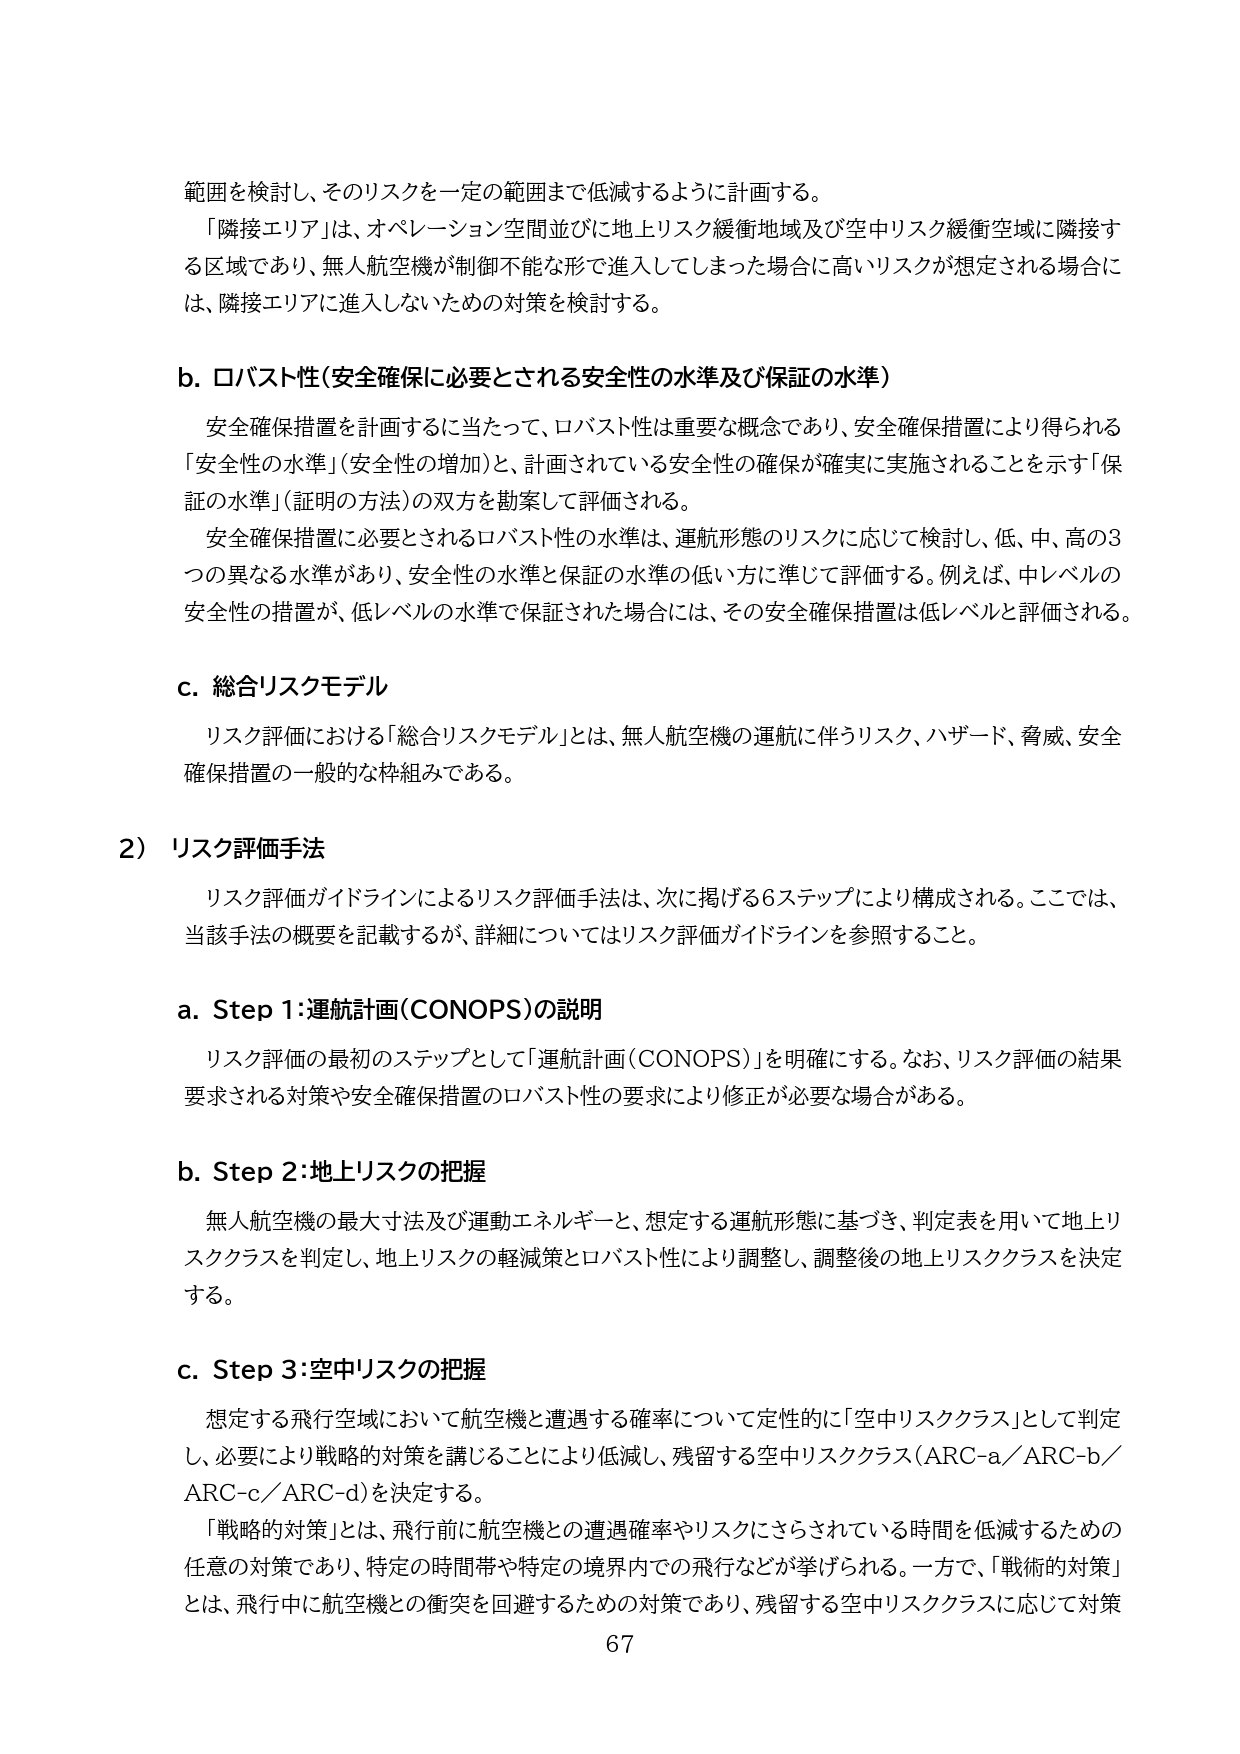 範囲を検討し、そのリスクを一定の範囲まで低減するように計画する。
「隣接エリア」は、オペレーション空間並びに地上リスク緩衝地域及び空中リスク緩衝空域に隣接す
る区域であり、無人航空機が制御不能な形で進入してしまった場合に高いリスクが想定される場合に
は、隣接エリアに進入しないための対策を検討する。
b. ロバスト性(安全確保に必要とされる安全性の水準及び保証の水準)
安全確保措置を計画するに当たって、ロバスト性は重要な概念であり、安全確保措置により得られる
「安全性の水準」(安全性の増加)と、計画されている安全性の確保が確実に実施されることを示す「保
証の水準」(証明の方法)の双方を勘案して評価される。
安全確保措置に必要とされるロバスト性の水準は、運航形態のリスクに応じて検討し、低、中、高の3
つの異なる水準があり、安全性の水準と保証の水準の低い方に準じて評価する。例えば、中レベルの
安全性の措置が、低レベルの水準で保証された場合には、その安全確保措置は低レベルと評価される。
c. 総合リスクモデル
リスク評価における「総合リスクモデル」とは、無人航空機の運航に伴うリスク、ハザード、脅威、安全
確保措置の一般的な枠組みである。
2) リスク評価手法
リスク評価ガイドラインによるリスク評価手法は、次に掲げる6ステップにより構成される。ここでは、
当該手法の概要を記載するが、詳細についてはリスク評価ガイドラインを参照すること。
a. Step 1:運航計画(CONOPS)の説明
リスク評価の最初のステップとして「運航計画(CONOPS)」を明確にする。なお、リスク評価の結果
要求される対策や安全確保措置のロバスト性の要求により修正が必要な場合がある。
b. Step 2:地上リスクの把握
無人航空機の最大寸法及び運動エネルギーと、想定する運航形態に基づき、判定表を用いて地上リ
スククラスを判定し、地上リスクの軽減策とロバスト性により調整し、調整後の地上リスククラスを決定
する。
c. Step 3:空中リスクの把握
想定する飛行空域において航空機と遭遇する確率について定性的に「空中リスククラス」として判定
し、必要により戦略的対策を講じることにより低減し、残留する空中リスククラス(ARC-a/ARC-b/
ARC-c/ARC-d)を決定する。
「戦略的対策」とは、飛行前に航空機との遭遇確率やリスクにさらされている時間を低減するための
任意の対策であり、特定の時間帯や特定の境界内での飛行などが挙げられる。一方で、「戦術的対策」
とは、飛行中に航空機との衝突を回避するための対策であり、残留する空中リスククラスに応じて対策
67